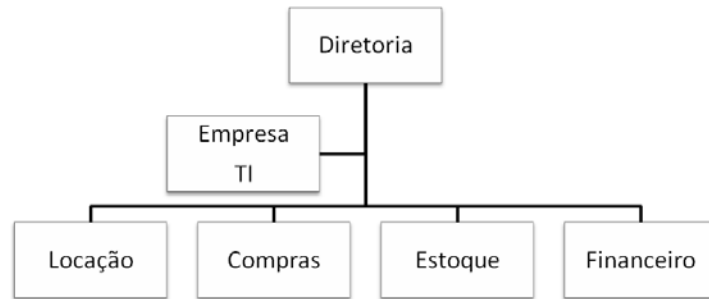 Diretoria
Empresa
TI
Locação
Compras
Estoque
Financeiro